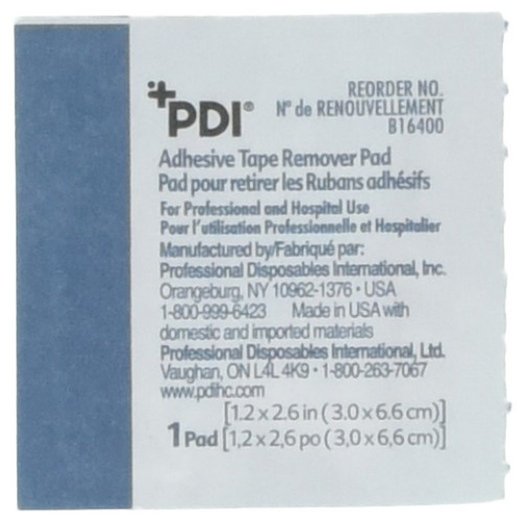 PDI®
REORDER NO.
N° de RENOUVELLEMENT
B16400
Adhesive Tape Remover Pad
Pad pour retirer les Rubans adhésifs
For Professional and Hospital Use
Pour l'utilisation Professionnelle et Hospitalier
Manufactured by/Fabriqué par:
Professional Disposables International, Inc.
Orangeburg, NY 10962-1376 • USA
1-800-999-6423 Made in USA with
domestic and imported materials
Professional Disposables International, Ltd.
Vaughan, ON L4L 4K9 • 1-800-263-7067
www.pdihc.com
[1.2 x 2.6 in (3.0 x 6.6 cm)]
1 Pad [1,2 x 2,6 po (3,0 x 6,6 cm)]